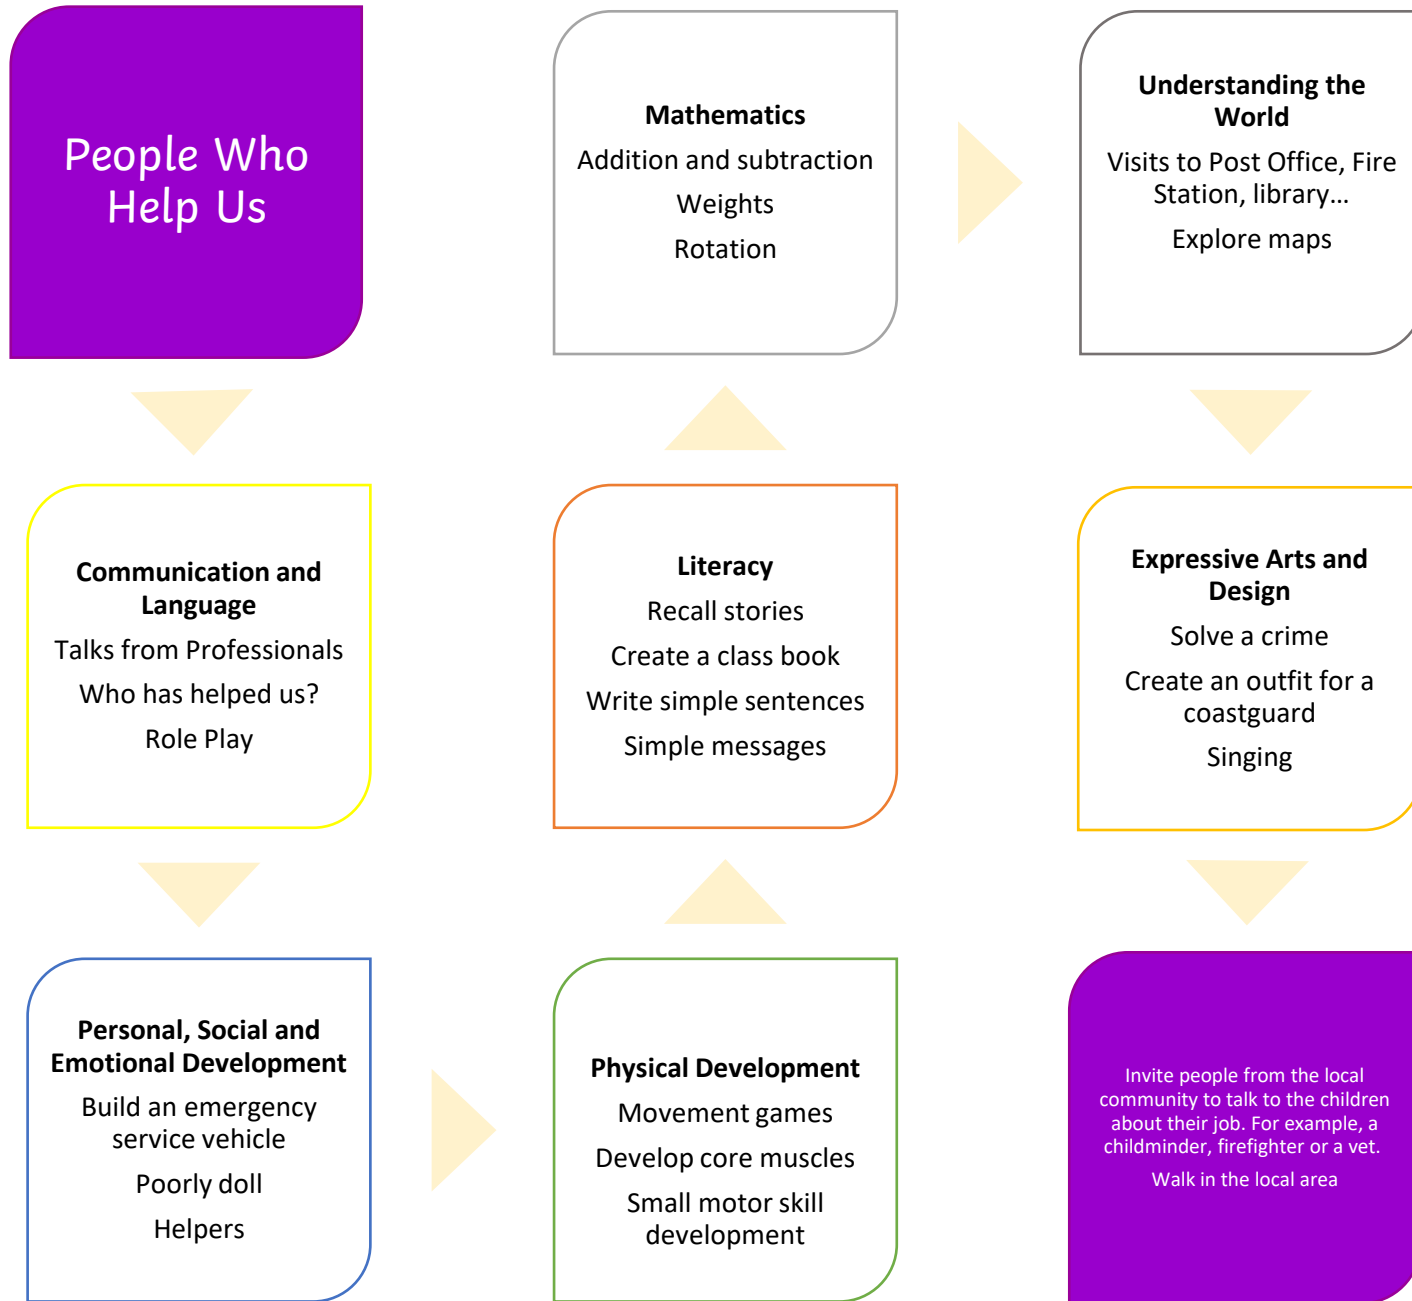 People Who
Help Us
Communication and
Language
Talks from Professionals
Who has helped us?
Role Play
Personal, Social and
Emotional Development
Build an emergency
service vehicle
Poorly doll
Helpers
Physical Development
Movement games
Develop core muscles
Small motor skill
development
Literacy
Recall stories
Create a class book
Write simple sentences
Simple messages
Mathematics
Addition and subtraction
Weights
Rotation
Understanding the
World
Visits to Post Office, Fire
Station, library…
Explore maps
Expressive Arts and
Design
Solve a crime
Create an outfit for a
coastguard
Singing
Invite people from the local
community to talk to the children
about their job. For example, a
childminder, firefighter or a vet.
Walk in the local area